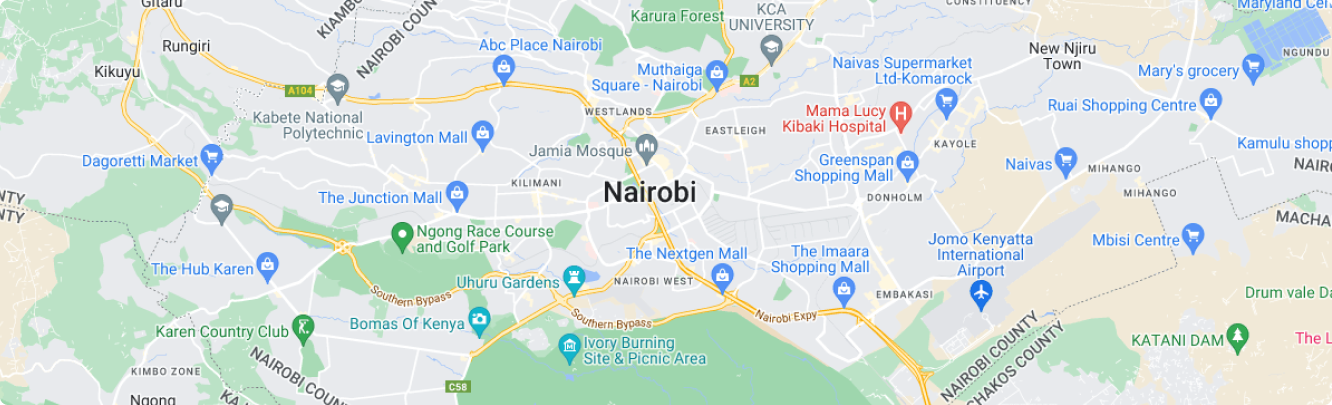 Gitaru
KIAMBU
NAIROBI COUN
Karura Forest
KCA
UNIVERSITY
CONSTITUENCY
Maryland Cen
Rungiri
Abc Place Nairobi
New Njiru
Town
NGUNDU
Kikuyu
Muthaiga
Square - Nairobi
A2
Naivas Supermarket
Ltd-Komarock
Mary's grocery
A104
Kabete National
Polytechnic
WESTLANDS
Mama Lucy
Kibaki Hospital
Ruai Shopping Centre
Lavington Mall
EASTLEIGH
KAYOLE
Kamulu shopp
Dagoretti Market
Jamia Mosque
Greenspan
Shopping Mall
Naivas
MIHANGO
NAIRO
NTY
NTY
The Junction Mall
KILIMANI
Nairobi
DONHOLM
MIHANGO
MACHA
Ngong Race Course
and Golf Park
Jomo Kenyatta
International
Airport
Mbisi Centre
The Hub Karen
Uhuru Gardens
The Nextgen Mall
The Imaara
Shopping Mall
NAIROBI WEST
EMBAKASI
Drum vale Da
Southern Bypass
Southern Bypass
Nairobi Expy
Karen Country Club
Bomas Of Kenya
Ivory Burning
Site & Picnic Area
NAIROBI COUNTY
CHAKOS COUNTY
KATANI DAM
The L
KIMBO ZONE
NAIROBI COUN
C58
Ngong